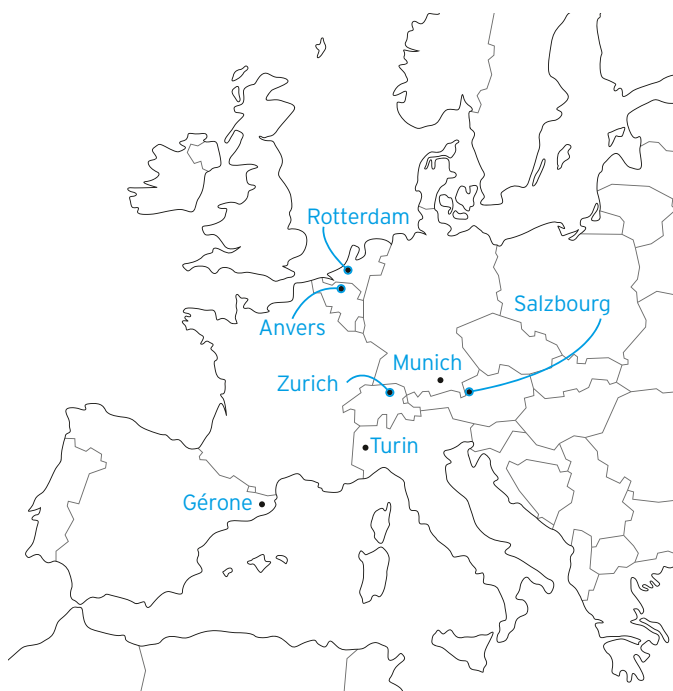 Rotterdam
Anvers
Salzbourg
Zurich
Munich
Turin
Gérone